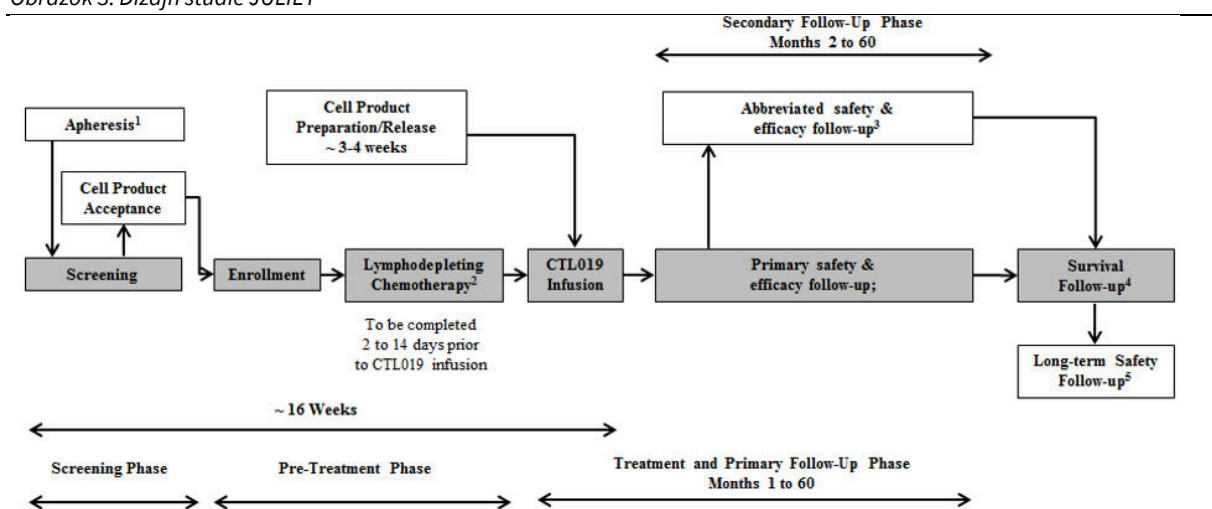 Obrázok Dizajn štúdie JULIET
Secondary Follow-Up Phase
Months 2 to 60
Apheresis1
Cell Product
Preparation/Release
~ 3-4 weeks
Abbreviated safety &
efficacy follow-up3
Cell Product
Acceptance
Screening
Enrollment
Lymphodepleting
Chemotherapy2
CTL019
Infusion
Primary safety &
efficacy follow-up;
Survival
Follow-up4
To be completed
2 to 14 days prior
to CTL019 infusion
Long-term Safety
Follow-up5
~ 16 Weeks
Screening Phase
Pre-Treatment Phase
Treatment and Primary Follow-Up Phase
Months 1 to 60